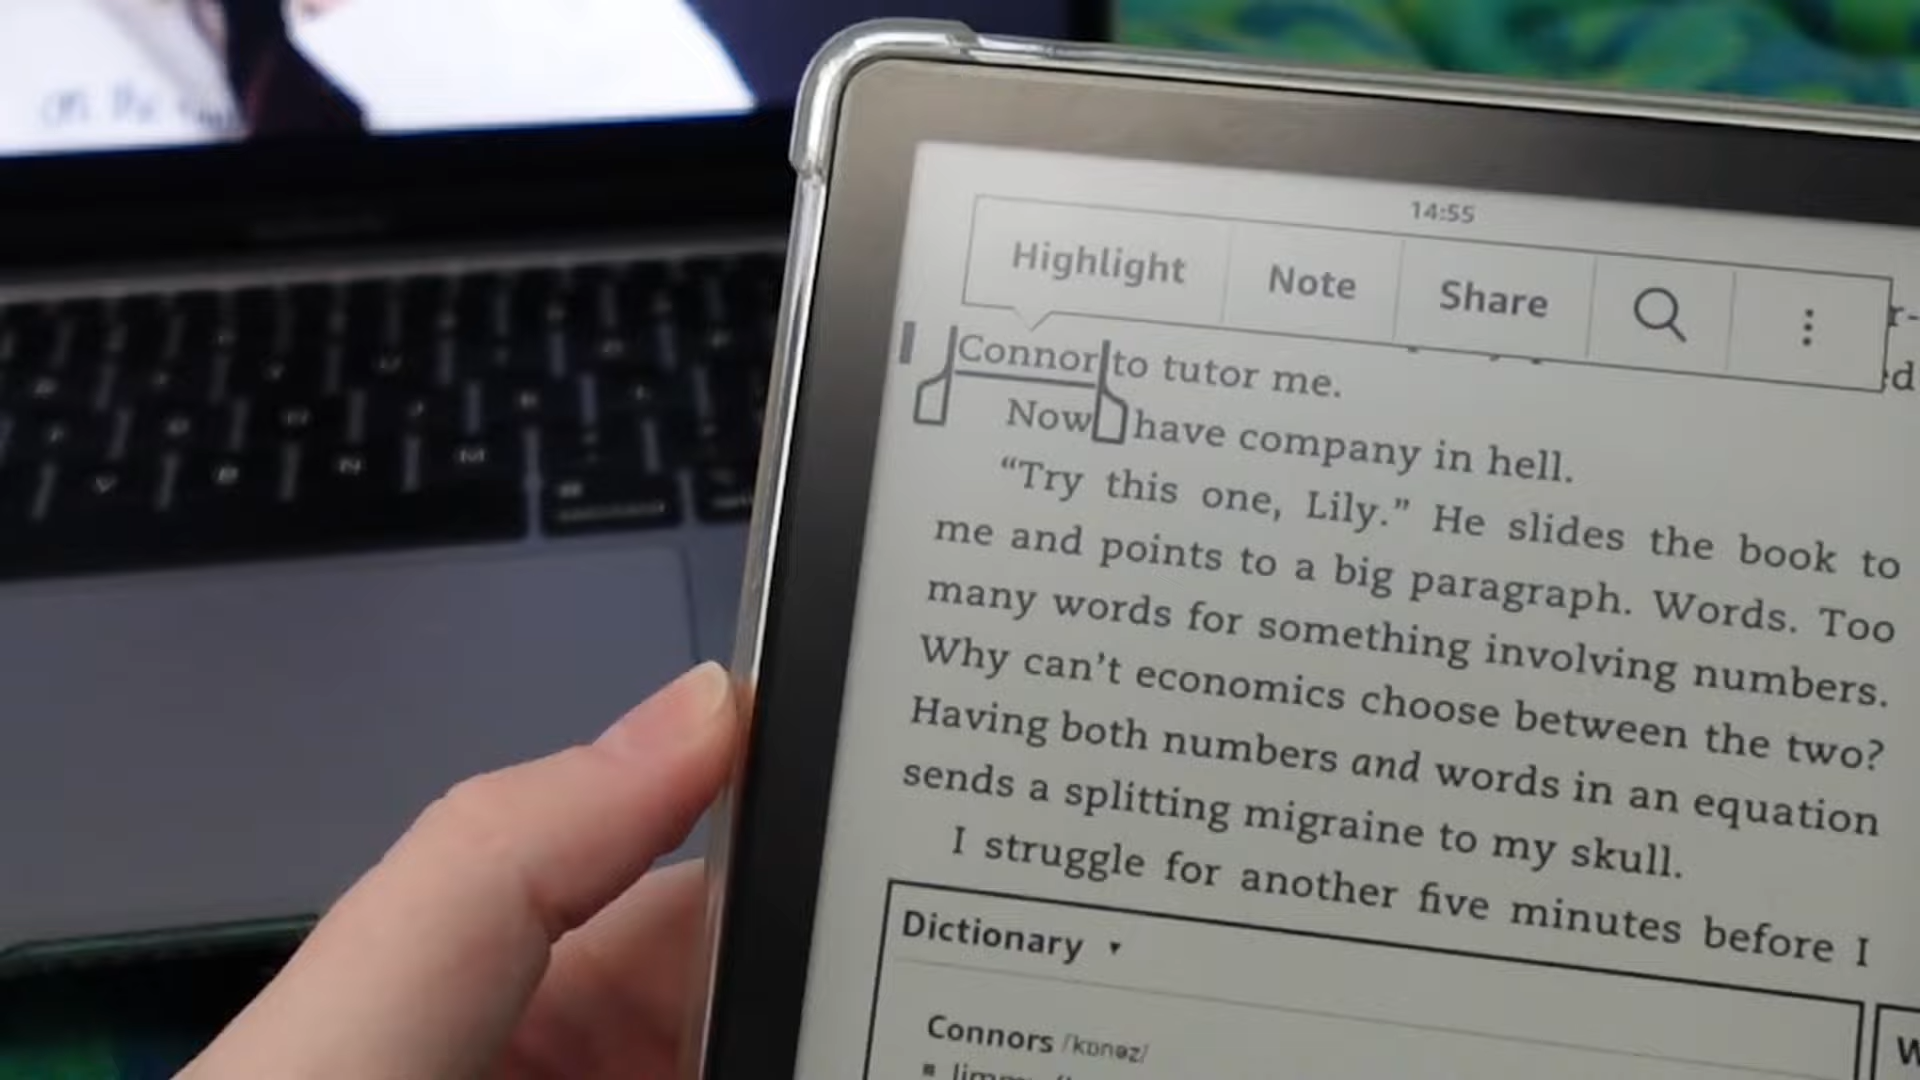 14:55
Highlight Note Share
Connor to tutor me.
Now have company in hell.
“Try this one, Lily.” He slides the book to
me and points to a big paragraph. Words. Too
many words for something involving numbers.
Why can’t economics choose between the two?
Having both numbers and words in an equation
sends a splitting migraine to my skull.
I struggle for another five minutes before I
Dictionary
Connors /kɒnəz/